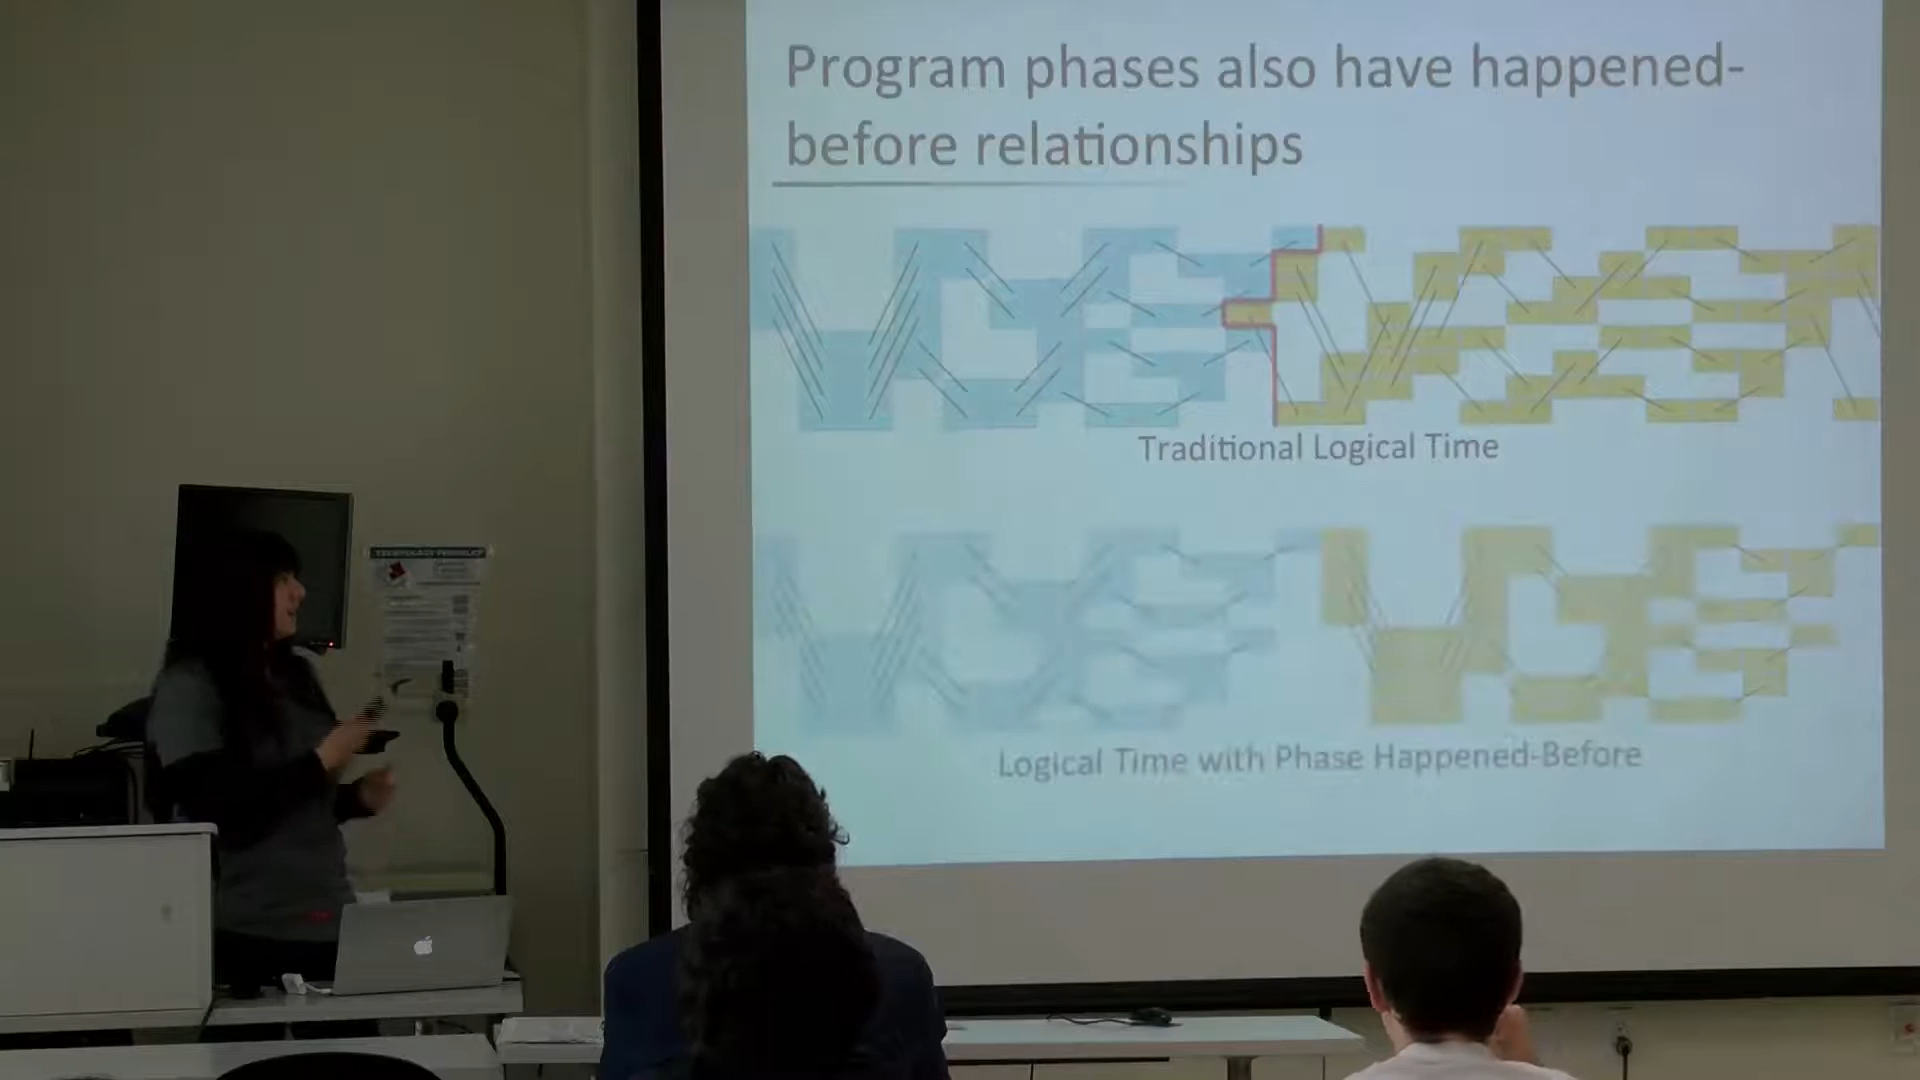 Program phases also have happened-
before relationships
Traditional Logical Time
Logical Time with Phase Happened-Before